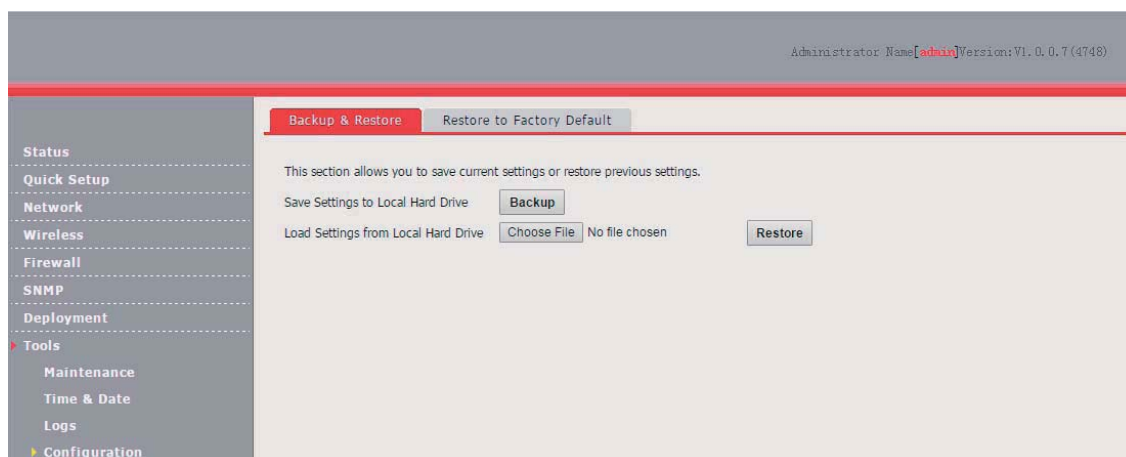 Administrator Name[admin]Version:V1.0.0.7(4748)
Backup & Restore
Restore to Factory Default
Status
Quick Setup
Network
Wireless
Firewall
SNMP
Deployment
Tools
Maintenance
Time & Date
Logs
Configuration
This section allows you to save current settings or restore previous settings.
Save Settings to Local Hard Drive Backup
Load Settings from Local Hard Drive Choose File No file chosen Restore